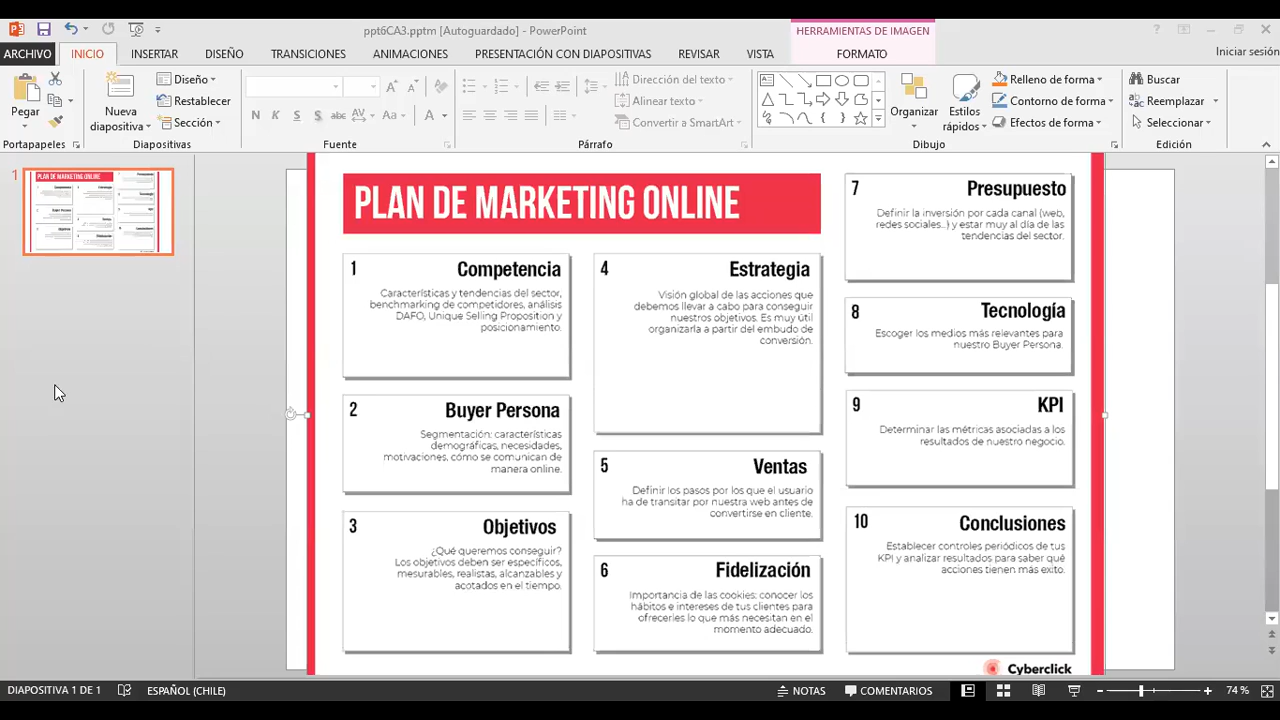 ppt6CA3.pptm [Autoguardado] - PowerPoint
HERRAMIENTAS DE IMAGEN
ARCHIVO
INICIO
INSERTAR
DISEÑO
TRANSICIONES
ANIMACIONES
PRESENTACIÓN CON DIAPOSITIVAS
REVISAR
VISTA
FORMATO
Iniciar sesión
Pegar
Nueva
diapositiva
Diseño
Restablecer
Sección
Dirección del texto
Alinear texto
Convertir a SmartArt
Organizar
Estilos
rápidos
Relleno de forma
Contorno de forma
Efectos de forma
Buscar
Reemplazar
Seleccionar
Portapapeles
Diapositivas
Fuente
Párrafo
Dibujo
Edición
1
PLAN DE MARKETING ONLINE
1 Competencia
Características y tendencias del sector,
benchmarking de competidores, análisis
DAFO, Unique Selling Proposition y
posicionamiento.
2 Buyer Persona
Segmentación: características
demográficas, necesidades,
motivaciones, cómo se comunican de
manera online.
3 Objetivos
¿Qué queremos conseguir?
Los objetivos deben ser específicos,
mesurables, realistas, alcanzables y
acotados en el tiempo.
4 Estrategia
Visión global de las acciones que
debemos llevar a cabo para conseguir
nuestros objetivos. Es muy útil
organizarla a partir del embudo de
conversión.
5 Ventas
Definir los pasos por los que el usuario
ha de transitar por nuestra web antes de
convertirse en cliente.
6 Fidelización
Importancia de las cookies: conocer los
hábitos e intereses de tus clientes para
ofrecerles lo que más necesitan en el
momento adecuado.
7 Presupuesto
Definir la inversión por cada canal (web,
redes sociales...) y estar muy al día de las
tendencias del sector.
8 Tecnología
Escoger los medios más relevantes para
nuestro Buyer Persona.
9 KPI
Determinar las métricas asociadas a los
resultados de nuestro negocio.
10 Conclusiones
Establecer controles periódicos de tus
KPI y analizar resultados para saber qué
acciones tienen más exito.
Cyberclick
DIAPOSITIVA 1 DE 1
ESPAÑOL (CHILE)
NOTAS
COMENTARIOS
74 %